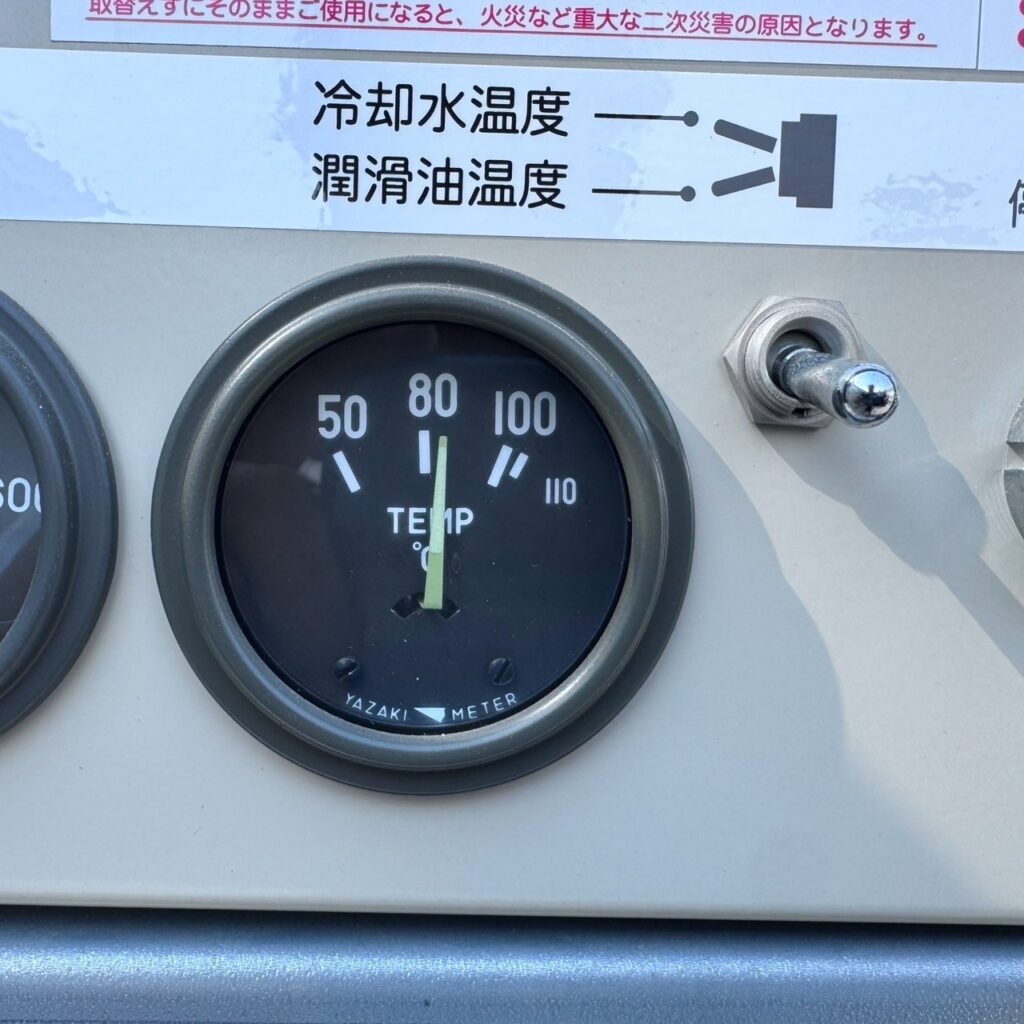 取替えずにそのままご使用になると、火災など重大な二次災害の原因となります。
冷却水温度
潤滑油温度
50 80 100
110
TEMP
°C
YAZAKI METER